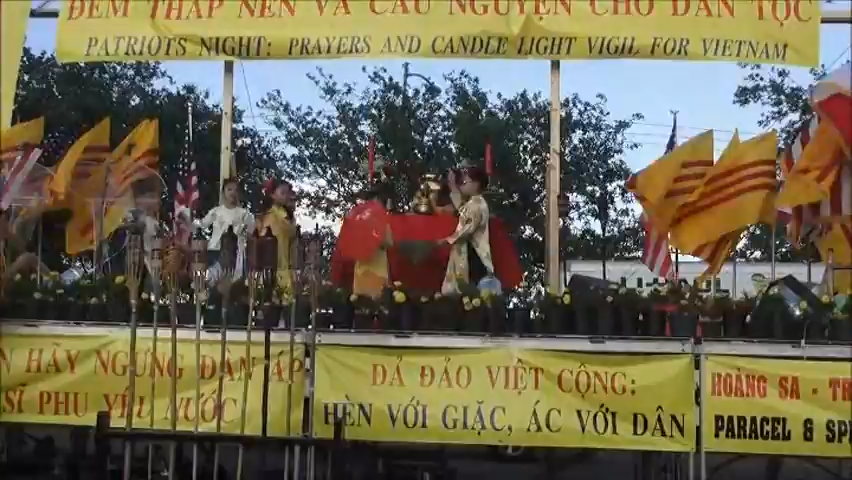 ĐÊM THẮP NẾN VÀ CẦU NGUYỆN CHO DÂN TỘC
PATRIOTS NIGHT: PRAYERS AND CANDLE LIGHT VIGIL FOR VIETNAM
HÃY NGƯNG ĐÀN ÁP
SĨ PHU YÊU NƯỚC
ĐẢ ĐẢO VIỆT CỘNG:
HÈN VỚI GIẶC, ÁC VỚI DÂN
HOÀNG SA - TR
PARACEL & SP